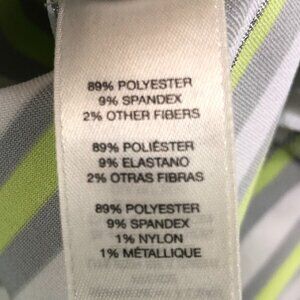 89% POLYESTER
9% SPANDEX
2% OTHER FIBERS
89% POLIÉSTER
9% ELASTANO
2% OTRAS FIBRAS
89% POLYESTER
9% SPANDEX
1% NYLON
1% MÉTALLIQUE